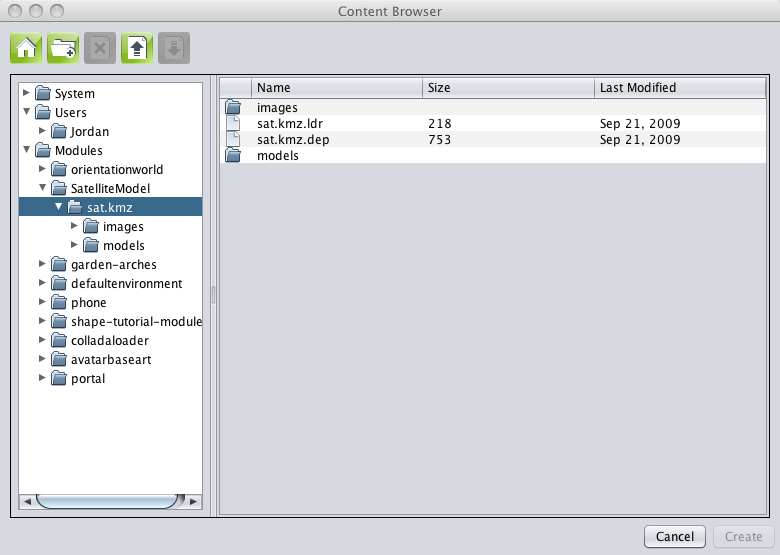 Content Browser
System
Users
Jordan
Modules
orientationworld
SatelliteModel
sat.kmz
images
models
garden-arches
defaultenvironment
phone
shape-tutorial-module
colladaloader
avatarbaseart
portal
Name Size Last Modified
images
sat.kmz.ldr 218 Sep 21, 2009
sat.kmz.dep 753 Sep 21, 2009
models
Cancel Create